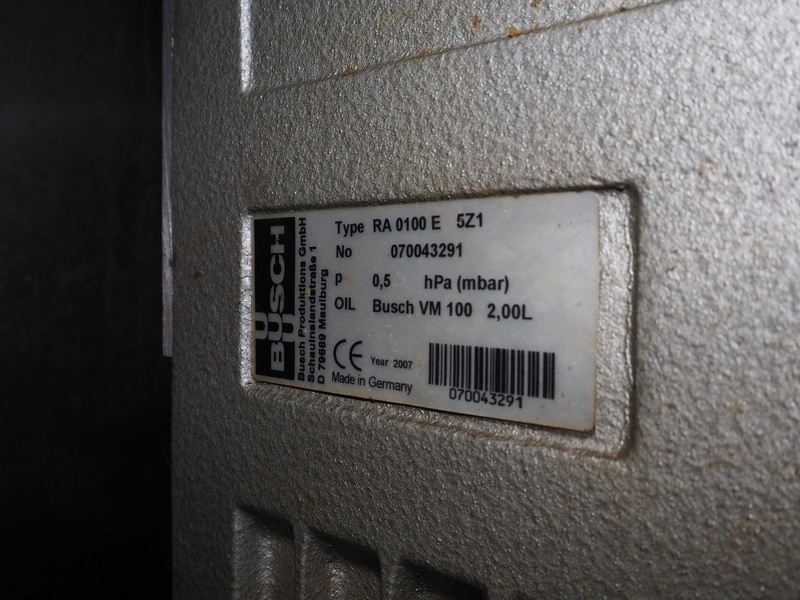 BUSCH
Busch Produktions GmbH
Schauinslandstraße 1
D 79689 Maulburg
Type RA 0100 E 5Z1
No 070043291
p 0,5 hPa (mbar)
OIL Busch VM 100 2,00L
CE Year 2007
Made in Germany
070043291